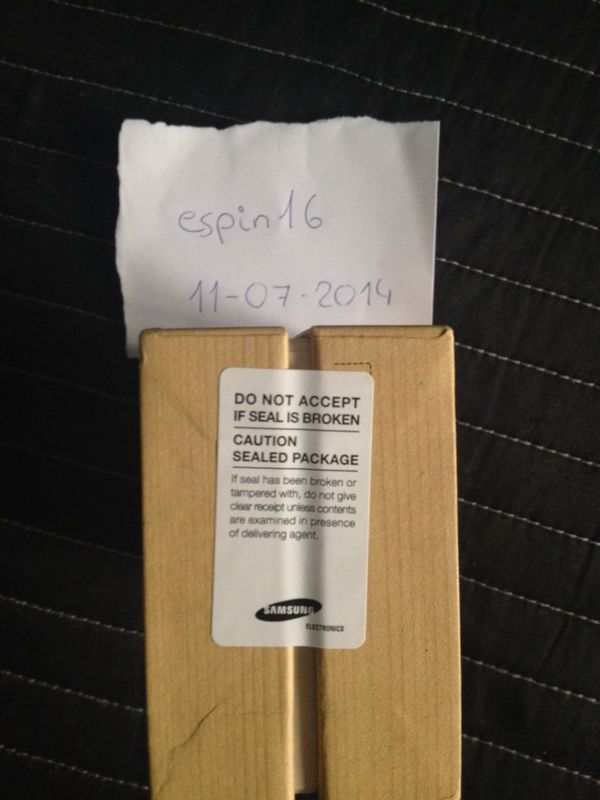 espin16
11-07-2014
DO NOT ACCEPT
IF SEAL IS BROKEN
CAUTION
SEALED PACKAGE
If seal has been broken or
tampered with, do not give
clear receipt unless contents
are examined in presence
of delivering agent.
SAMSUNG
ELECTRONICS